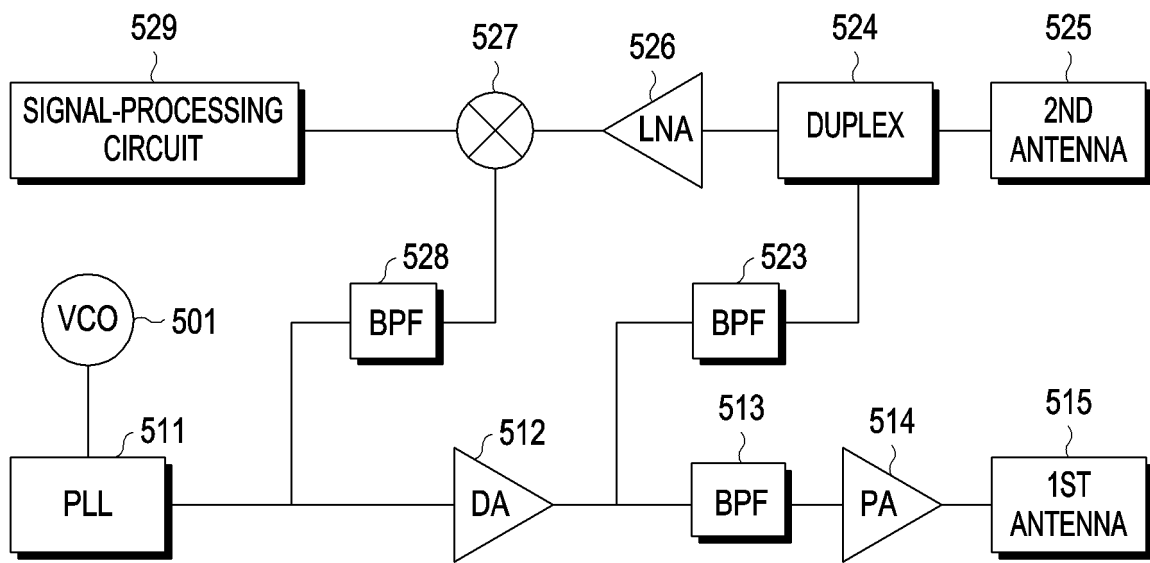 529
527
526
524
525
SIGNAL-PROCESSING
CIRCUIT
LNA
DUPLEX
2ND
ANTENNA
528
523
VCO
501
BPF
BPF
511
512
513
514
515
PLL
DA
BPF
PA
1ST
ANTENNA